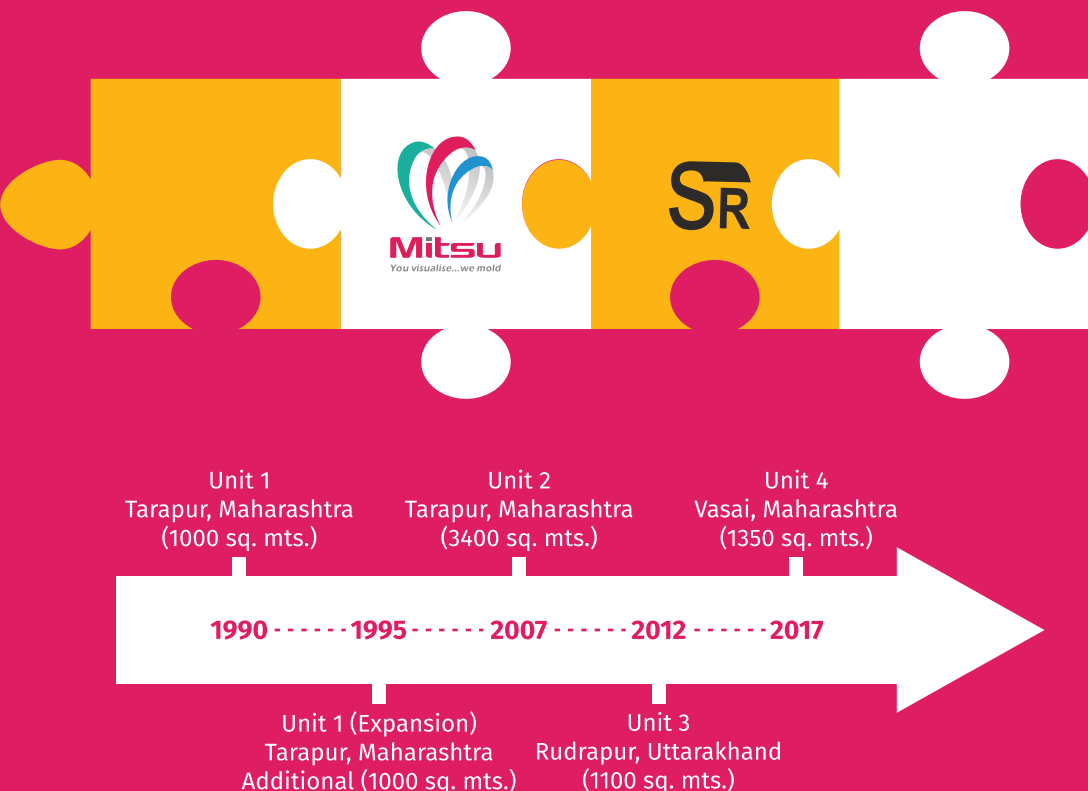 Mitsu
You visualise...we mold
SR
Unit 1
Tarapur, Maharashtra
(1000 sq. mts.)
Unit 2
Tarapur, Maharashtra
(3400 sq. mts.)
Unit 4
Vasai, Maharashtra
(1350 sq. mts.)
1990 ------ 1995 ------ 2007 ------ 2012 ------ 2017
Unit 1 (Expansion)
Tarapur, Maharashtra
Additional (1000 sq. mts.)
Unit 3
Rudrapur, Uttarakhand
(1100 sq. mts.)